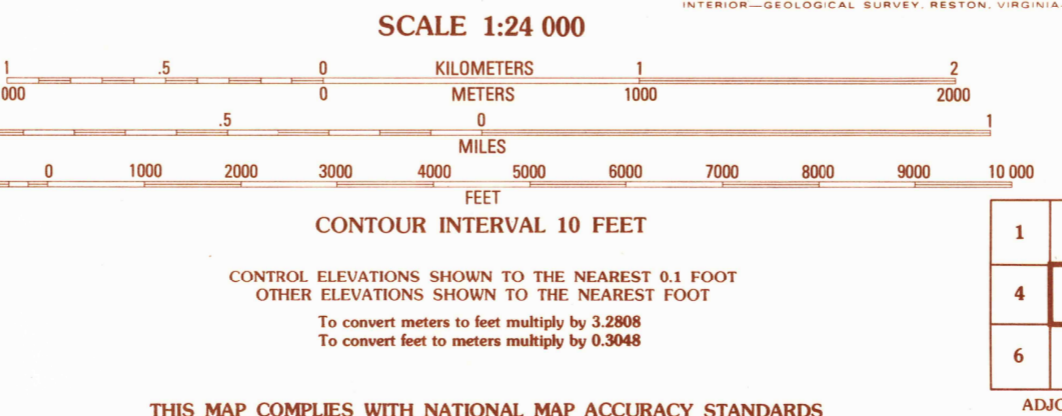 INTERIOR—GEOLOGICAL SURVEY, RESTON, VIRGINIA
SCALE 1:24 000
1 .5 0 KILOMETERS 1 2
000 0 METERS 1000 2000
.5 0 1
MILES
0 1000 2000 3000 4000 5000 6000 7000 8000 9000 10 000
FEET
CONTOUR INTERVAL 10 FEET
1
CONTROL ELEVATIONS SHOWN TO THE NEAREST 0.1 FOOT
OTHER ELEVATIONS SHOWN TO THE NEAREST FOOT
4
To convert meters to feet multiply by 3.2808
To convert feet to meters multiply by 0.3048
6
THIS MAP COMPLIES WITH NATIONAL MAP ACCURACY STANDARDS